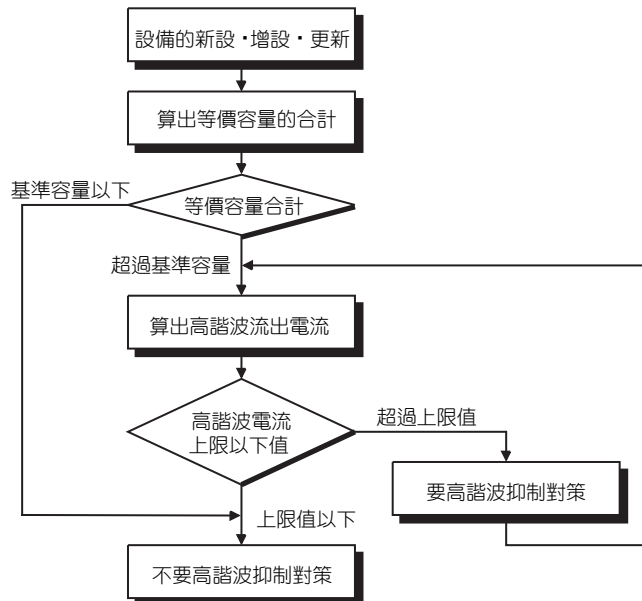 設備的新設・增設・更新
算出等價容量的合計
基準容量以下
等價容量合計
超過基準容量
算出高諧波流出電流
高諧波電流
上限以下值
超過上限值
要高諧波抑制對策
上限值以下
不要高諧波抑制對策